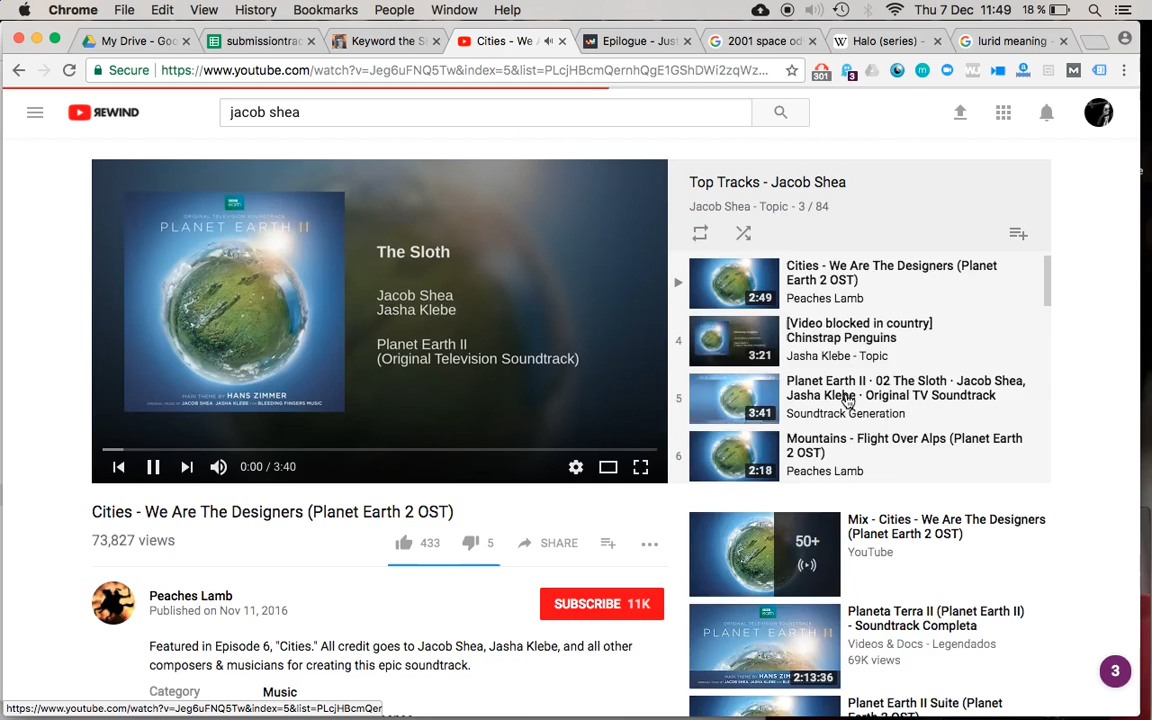 Chrome File Edit View History Bookmarks People Window Help Thu 7 Dec 11:49 18 %
My Drive - Goo submissiontrac Keyword the S Cities - We A Epilogue - Just 2001 space od Halo (series) - lurid meaning -
Secure https://www.youtube.com/watch?v=Jeg6uFNQ5Tw&index=5&list=PLcjHBcmQernhQgE1GShDWi2zqWz... 301 3
REWIND
jacob shea
BBC
earth
ORIGINAL TELEVISION SOUNDTRACK
PLANET EARTH II
MAIN THEME BY HANS ZIMMER
The Sloth
Jacob Shea
Jasha Klebe
Planet Earth II
(Original Television Soundtrack)
0:00 / 3:40
Top Tracks - Jacob Shea
Jacob Shea - Topic - 3 / 84
Cities - We Are The Designers (Planet
Earth 2 OST)
Peaches Lamb
2:49
4
[Video blocked in country]
Chinstrap Penguins
Jasha Klebe - Topic
3:21
5
Planet Earth II · 02 The Sloth · Jacob Shea,
Jasha Klebe · Original TV Soundtrack
Soundtrack Generation
3:41
6
Mountains - Flight Over Alps (Planet Earth
2 OST)
Peaches Lamb
2:18
Cities - We Are The Designers (Planet Earth 2 OST)
73,827 views
433 5 SHARE
Peaches Lamb
Published on Nov 11, 2016
SUBSCRIBE 11K
Featured in Episode 6, "Cities." All credit goes to Jacob Shea, Jasha Klebe, and all other
composers & musicians for creating this epic soundtrack.
Category Music
50+
Mix - Cities - We Are The Designers
(Planet Earth 2 OST)
YouTube
PLANET EARTH II
HANS ZIMMER
2:13:36
Planeta Terra II (Planet Earth II)
- Soundtrack Completa
Videos & Docs - Legendados
69K views
Planet Earth II Suite (Planet
3
https://www.youtube.com/watch?v=Jeg6uFNQ5Tw&index=5&list=PLcjHBcmQer